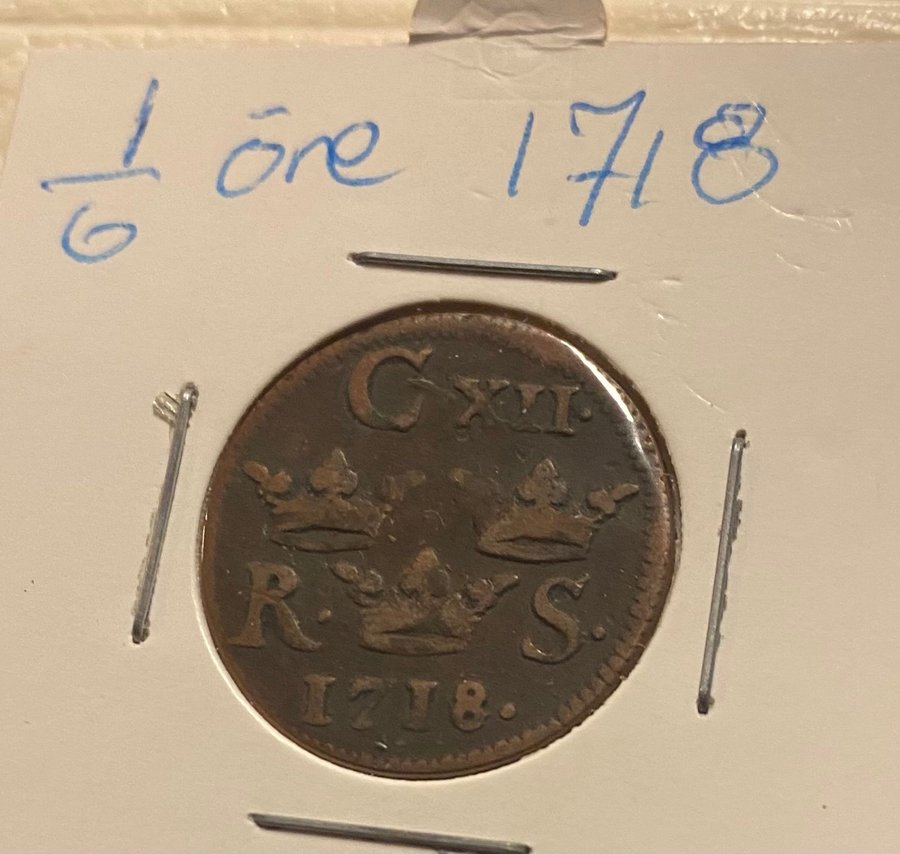 1/6 öre 1718
C XII.
R. S.
1718.